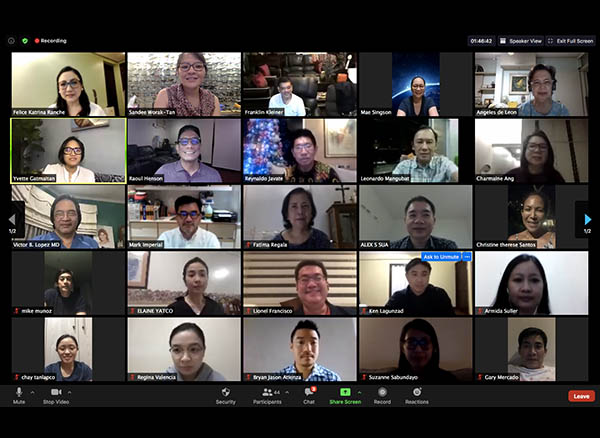 Recording
01:46:42
Speaker View
Exit Full Screen
Felice Katrina Ranche
Sandee Worak-Tan
Franklin Kleiner
Mae Singson
Angeles de Leon
Yvette Gatmaitan
Raoul Henson
Reynaldo Javate
Leonardo Mangubat
Charmaine Ang
1/2
1/2
Victor B. Lopez MD
Mark Imperial
Fatima Regala
ALEX S SUA
Christine therese Santos
Ask to Unmute
...
mike munoz
ELAINE YATCO
Lionel Francisco
Ken Lagunzad
Armida Suller
chay tanlapco
Regina Valencia
Bryan Jason Atienza
Suzanne Sabundayo
Gary Mercado
Mute
Stop Video
Security
Participants
44
Chat
Share Screen
Record
Reactions
Leave